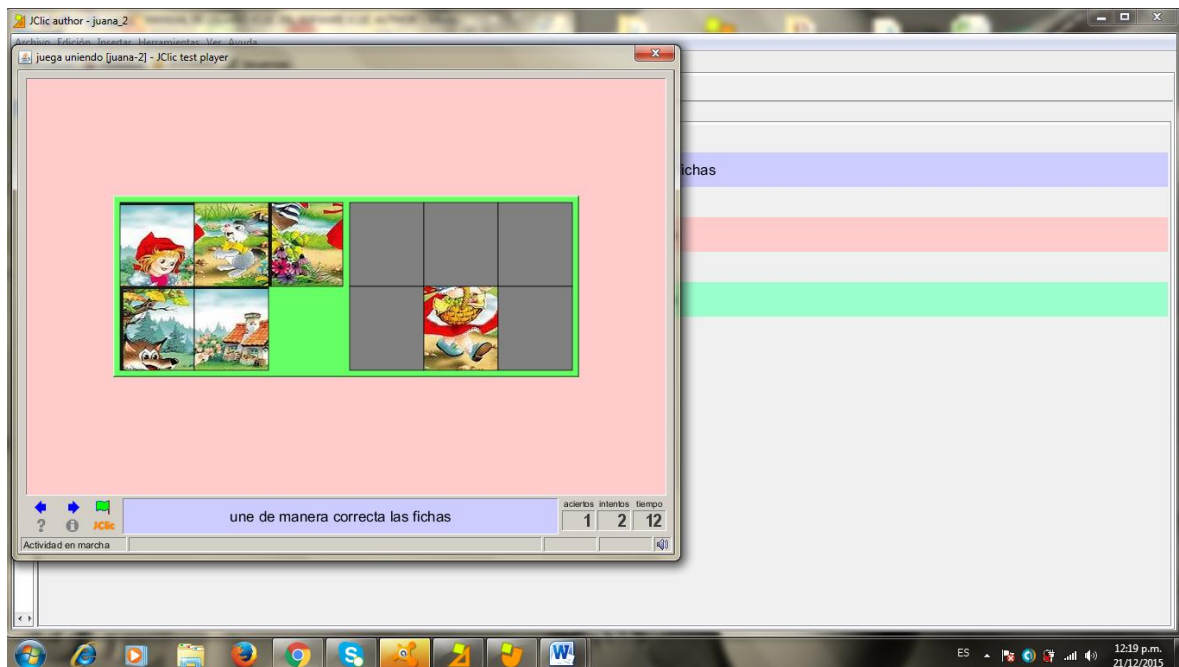 JClic author - juana_2
Archivo Edición Insertar Herramientas Ver Ayuda
juega uniendo [juana-2] - JClic test player
ichas
une de manera correcta las fichas
aciertos intentos tiempo
1 2 12
? i JClic
Actividad en marcha
ES
12:19 p.m.
21/12/2015